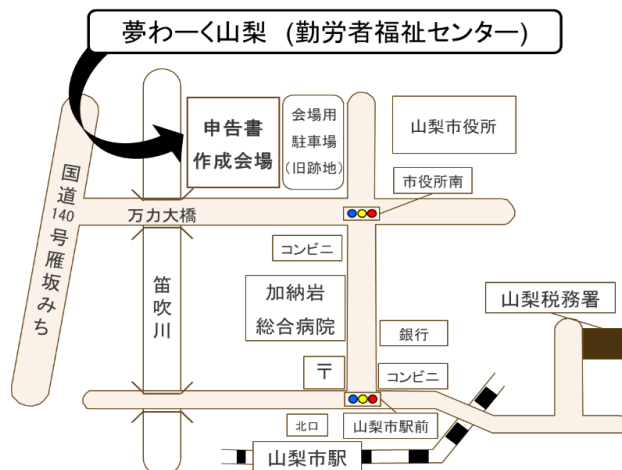 夢わーく山梨 (勤労者福祉センター)
申告書
作成会場
会場用
駐車場
(旧跡地)
山梨市役所
市役所南
国道140号雁坂みち
万力大橋
笛吹川
コンビニ
加納岩
総合病院
山梨税務署
銀行
〒
コンビニ
北口
山梨市駅前
山梨市駅